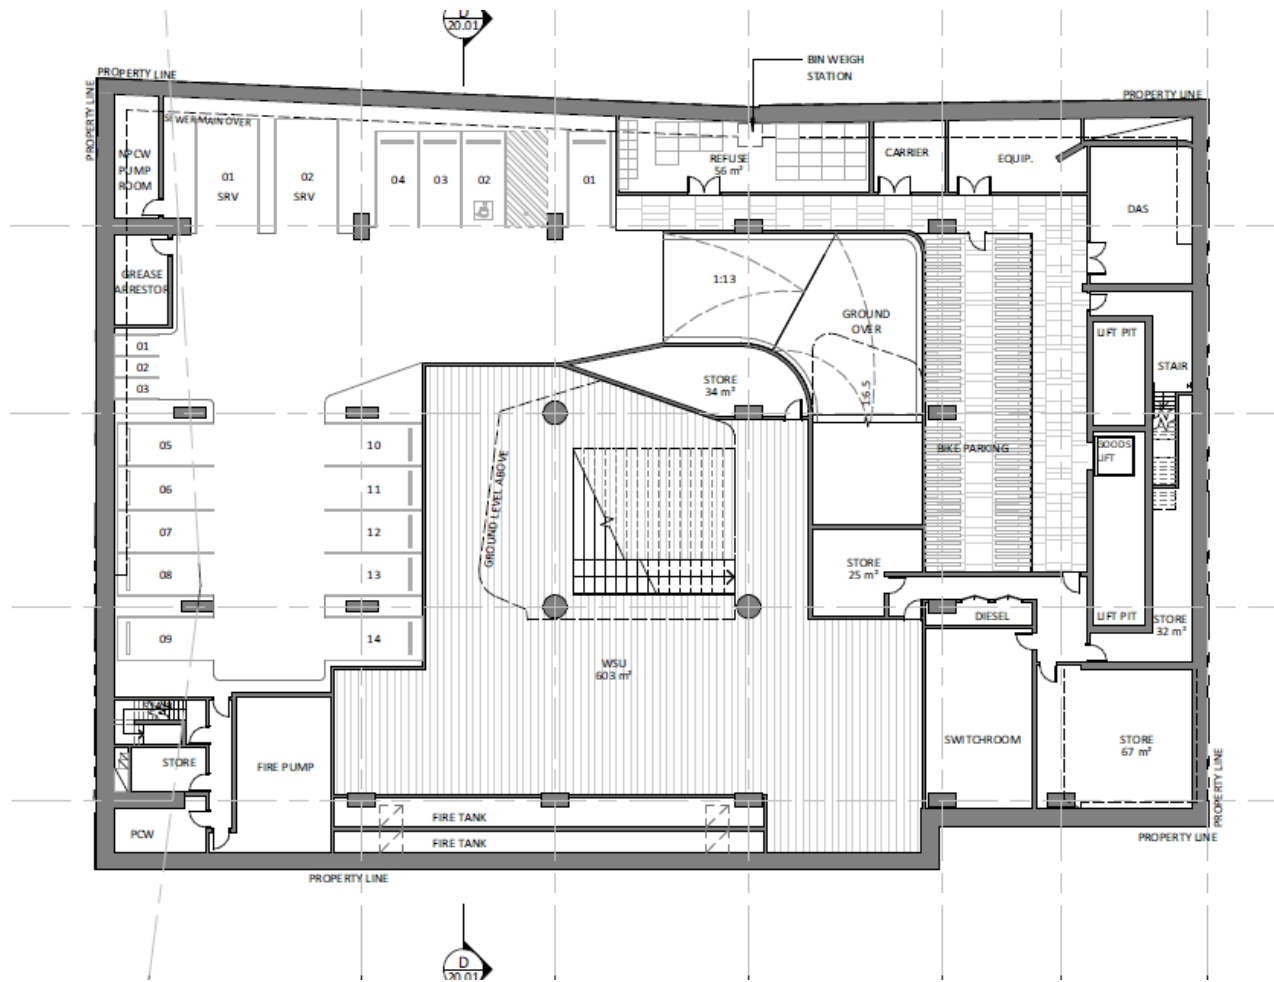 D
20.01
BIN WEIGH
STATION
PROPERTY LINE
PROPERTY LINE
PROPERTY LINE
SEWER MAIN OVER
NPCW
PUMP
ROOM
01
SRV
02
SRV
04
03
02
01
REFUSE
56 m²
CARRIER
EQUIP.
DAS
GREASE
ARRESTOR
1:13
GROUND
OVER
LIFT PIT
STAIR
01
02
03
STORE
34 m²
1:6.5
05
06
07
08
09
10
11
12
13
14
GROUND LEVEL ABOVE
BIKE PARKING
GOODS
LIFT
STORE
25 m²
DIESEL
LIFT PIT
STORE
32 m²
WSU
603 m²
STAIR
STORE
FIRE PUMP
SWITCHROOM
STORE
67 m²
PCW
FIRE TANK
FIRE TANK
PROPERTY LINE
PROPERTY LINE
PROPERTY LINE
D
20.01